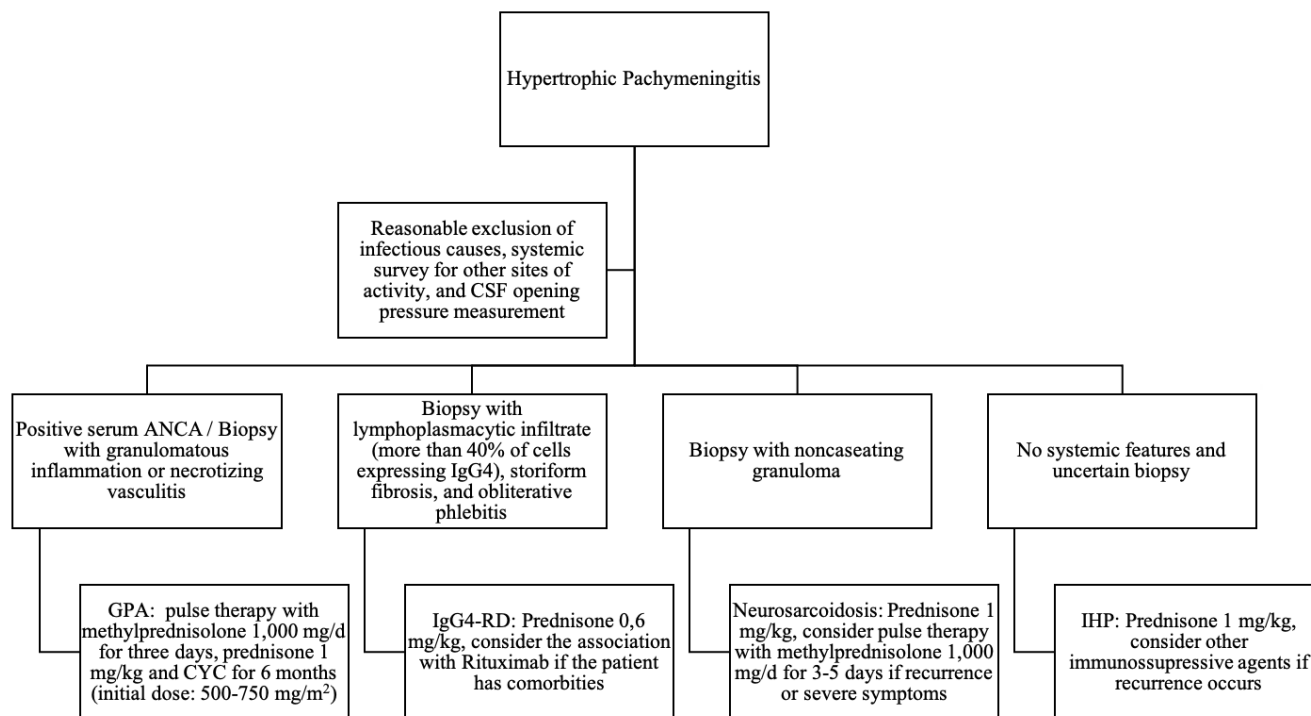 Hypertrophic Pachymeningitis
Reasonable exclusion of
infectious causes, systemic
survey for other sites of
activity, and CSF opening
pressure measurement
Positive serum ANCA / Biopsy
with granulomatous
inflammation or necrotizing
vasculitis
Biopsy with
lymphoplasmacytic infiltrate
(more than 40% of cells
expressing IgG4), storiform
fibrosis, and obliterative
phlebitis
Biopsy with noncaseating
granuloma
No systemic features and
uncertain biopsy
GPA: pulse therapy with
methylprednisolone 1,000 mg/d
for three days, prednisone 1
mg/kg and CYC for 6 months
(initial dose: 500-750 mg/m²)
IgG4-RD: Prednisone 0,6
mg/kg, consider the association
with Rituximab if the patient
has comorbities
Neurosarcoidosis: Prednisone 1
mg/kg, consider pulse therapy
with methylprednisolone 1,000
mg/d for 3-5 days if recurrence
or severe symptoms
IHP: Prednisone 1 mg/kg,
consider other
immunossupressive agents if
recurrence occurs